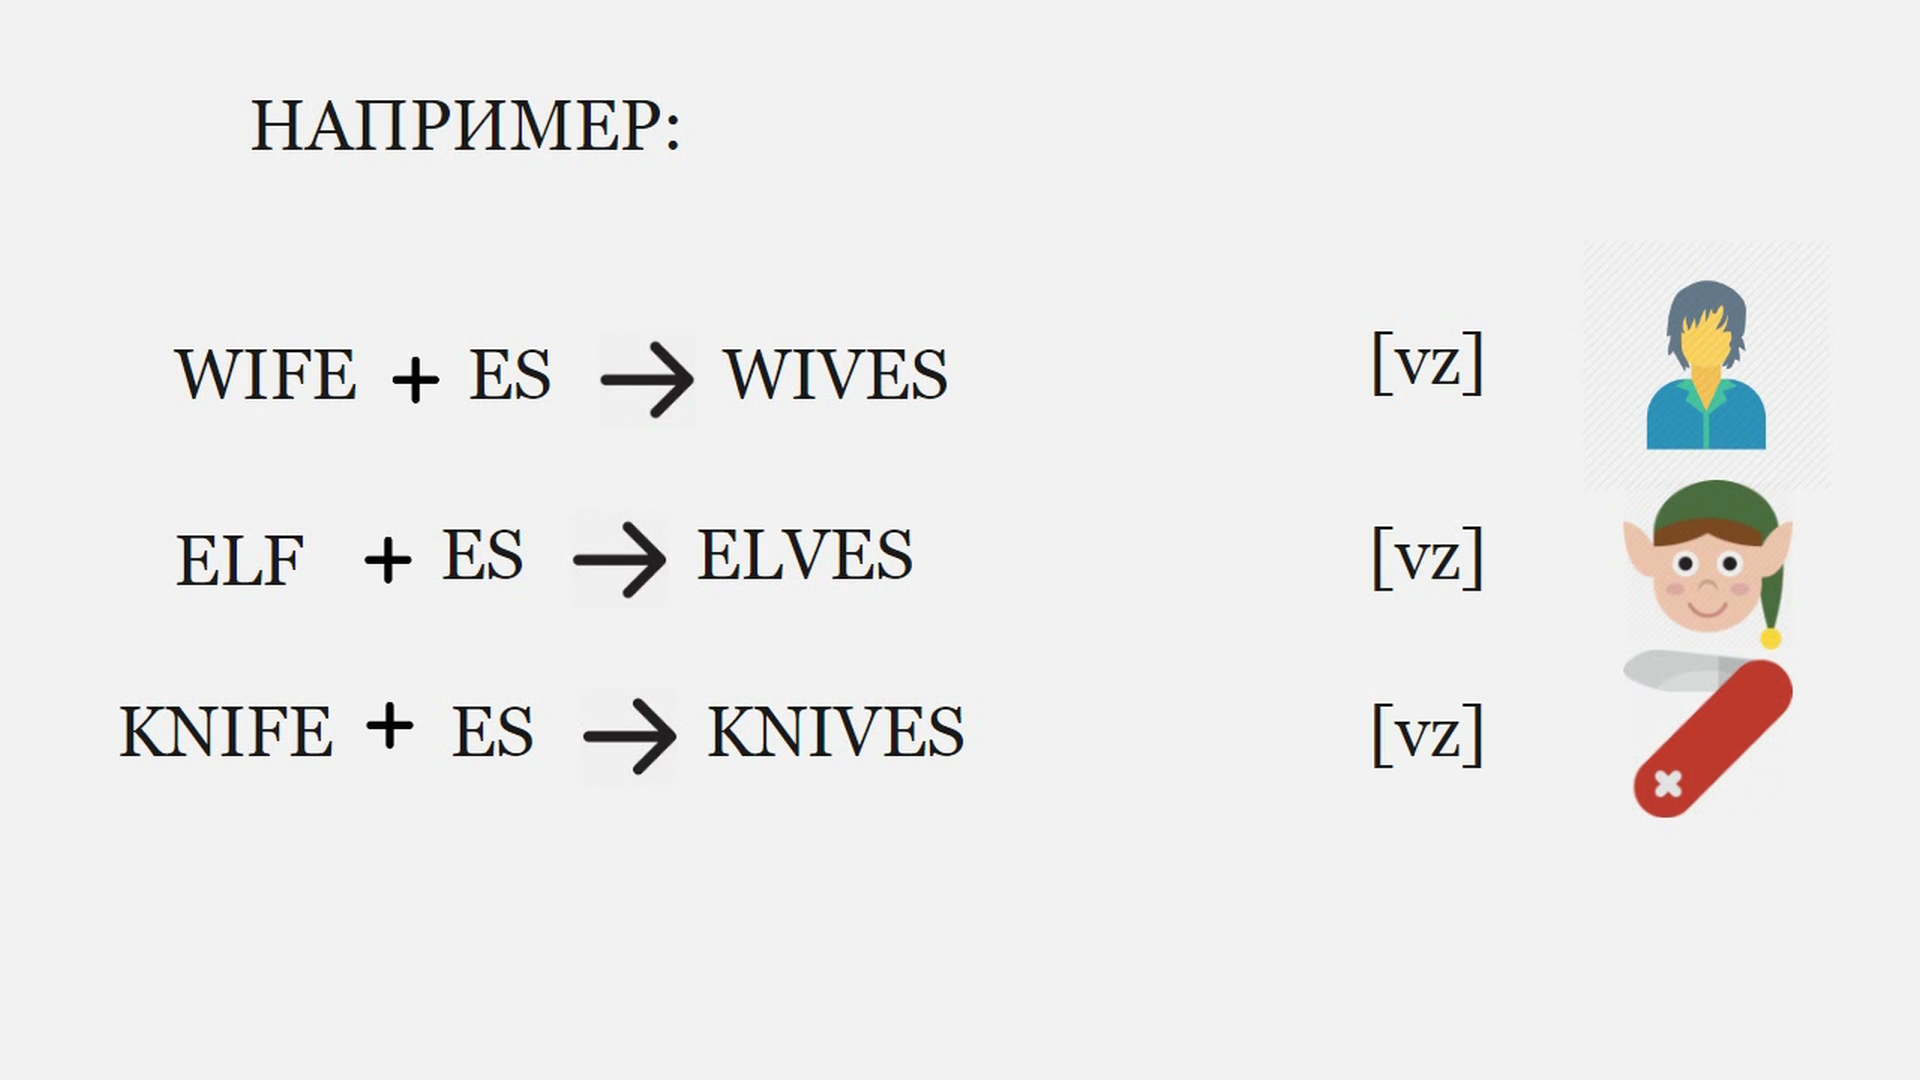 НАПРИМЕР:
WIFE + ES → WIVES [vz]
ELF + ES → ELVES [vz]
KNIFE + ES → KNIVES [vz]